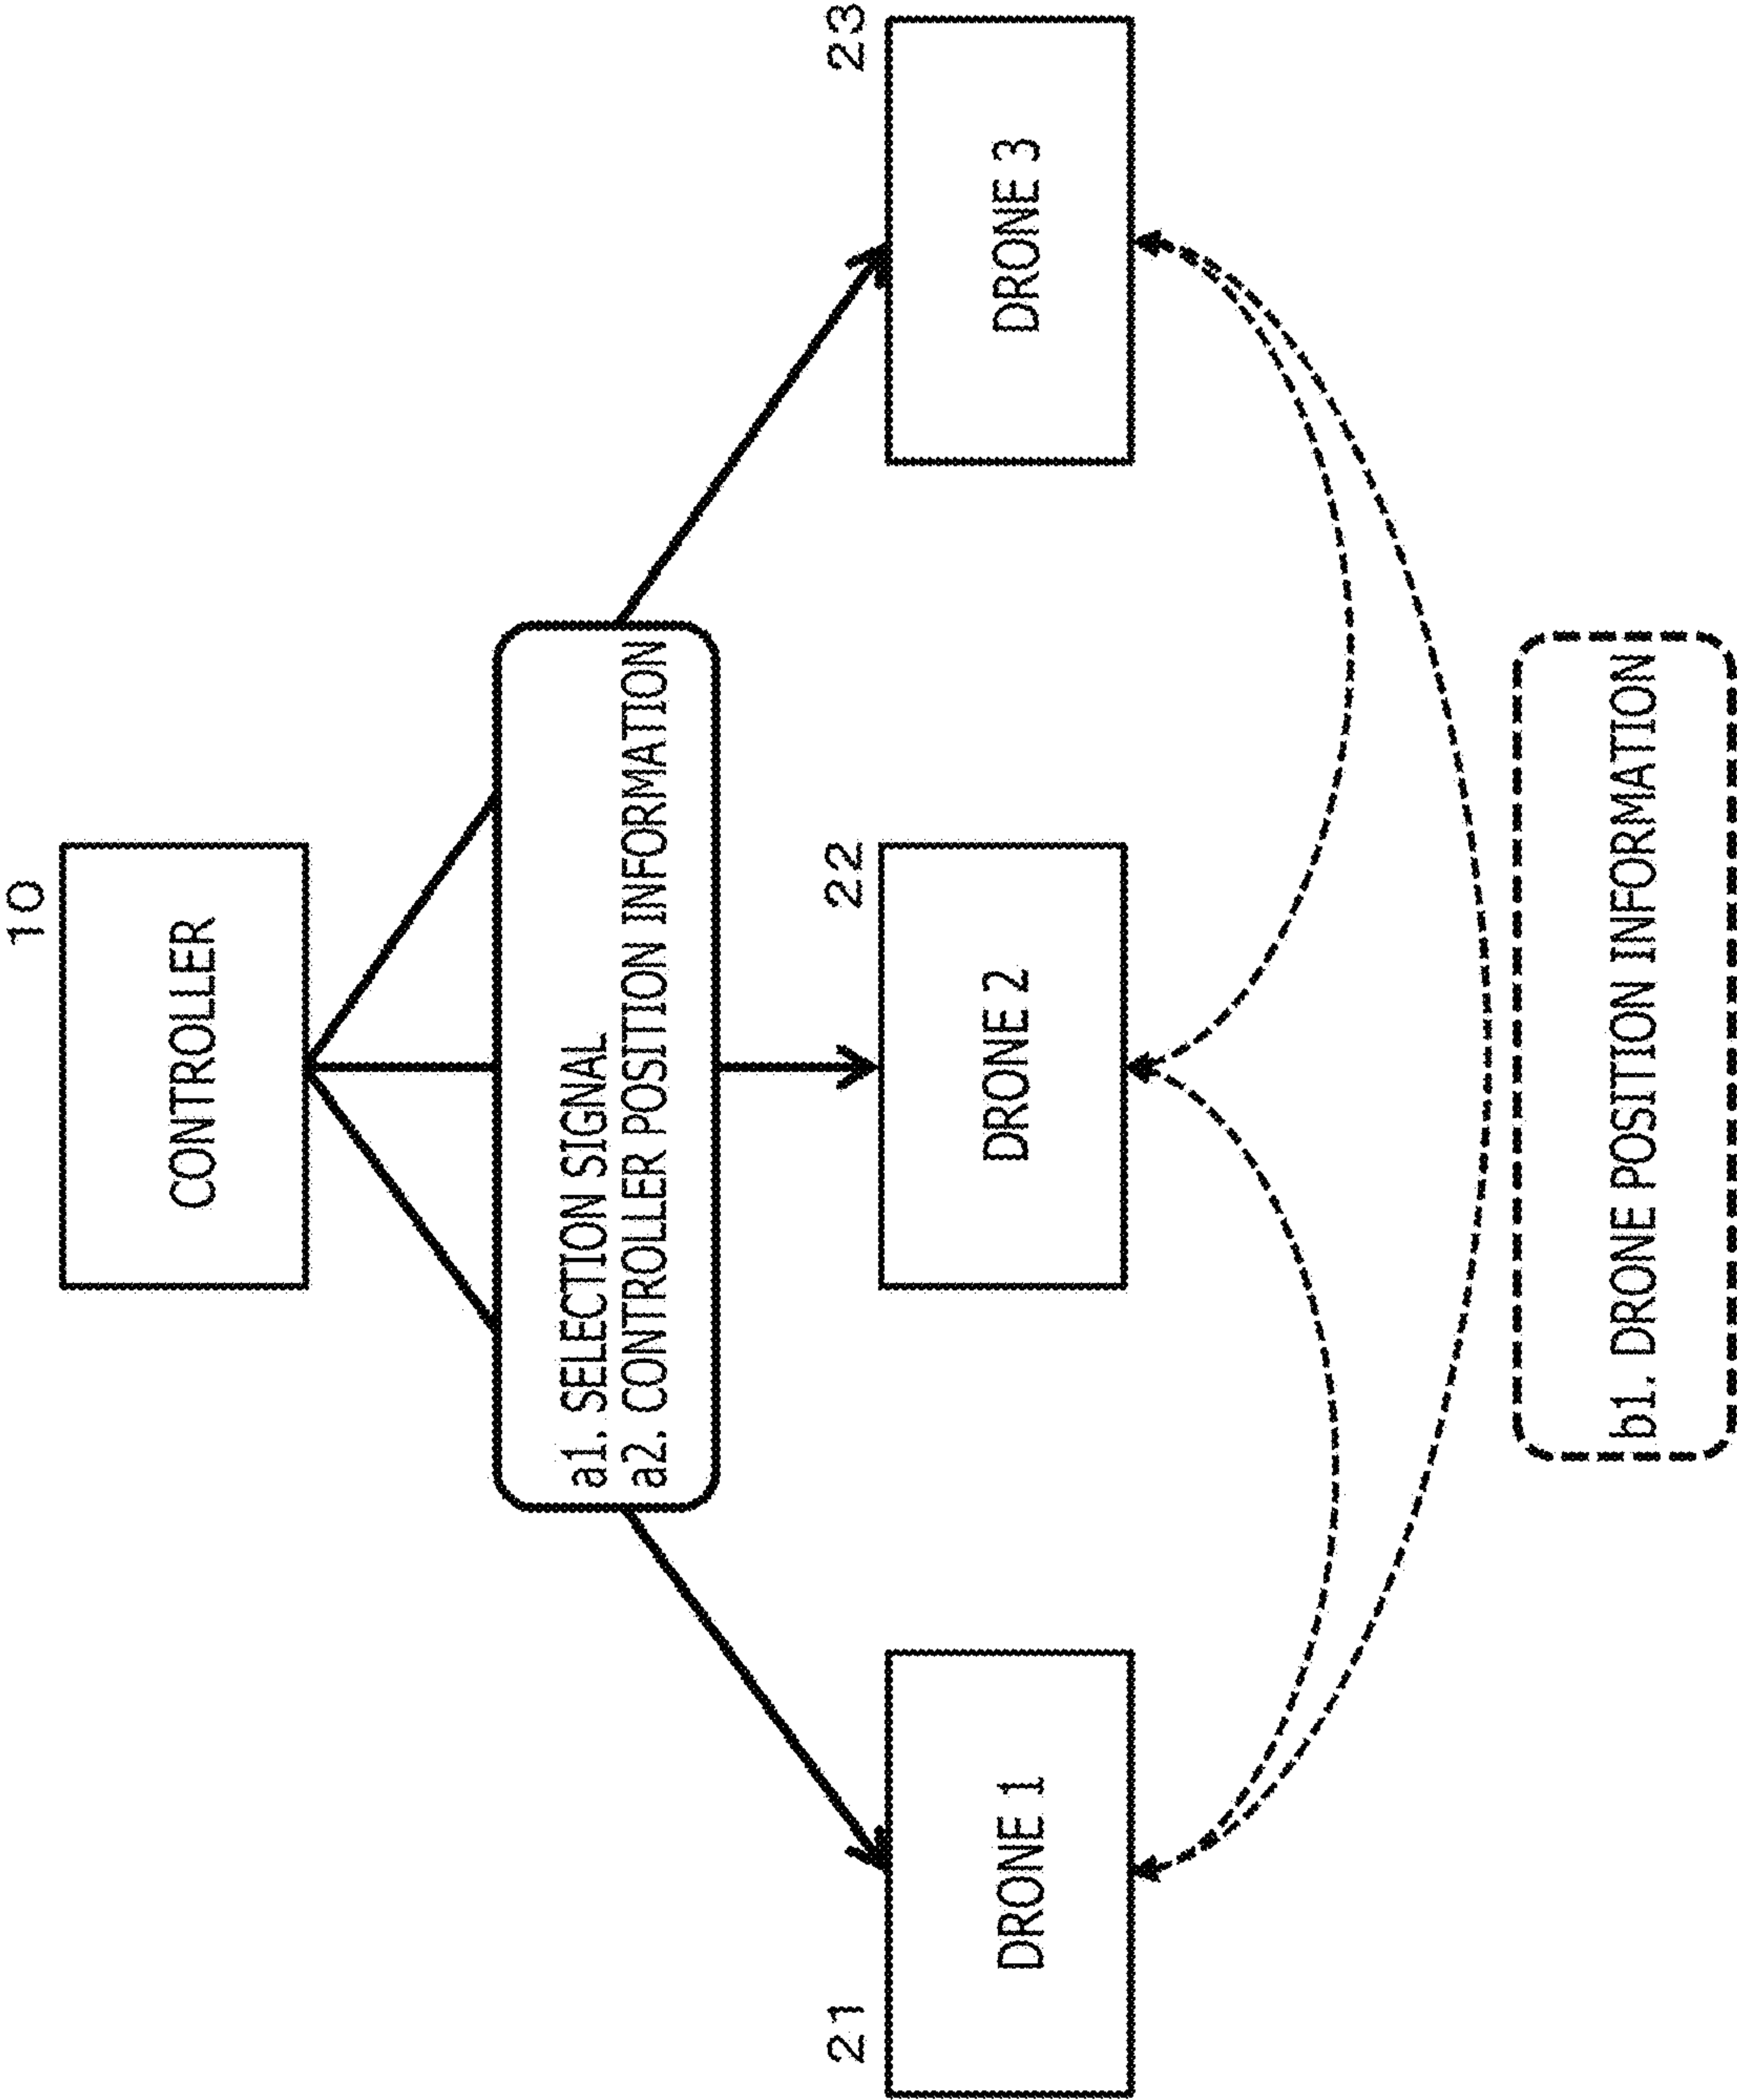 10
CONTROLLER
a1. SELECTION SIGNAL
a2. CONTROLLER POSITION INFORMATION
21
22
23
DRONE 1
DRONE 2
DRONE 3
b1. DRONE POSITION INFORMATION